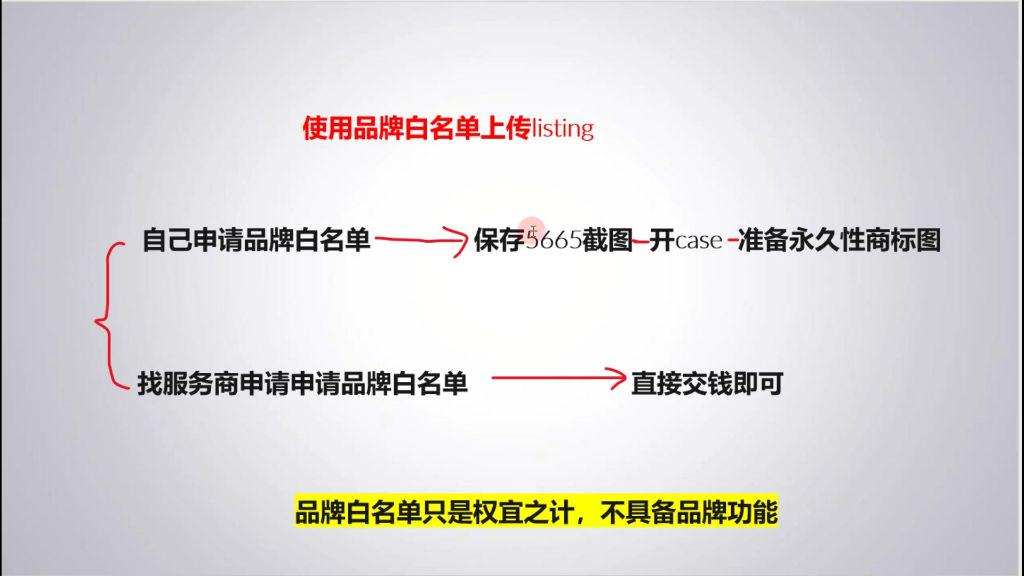 使用品牌白名单上传listing
自己申请品牌白名单 保存5665截图 开case 准备永久性商标图
找服务商申请申请品牌白名单 直接交钱即可
品牌白名单只是权宜之计，不具备品牌功能